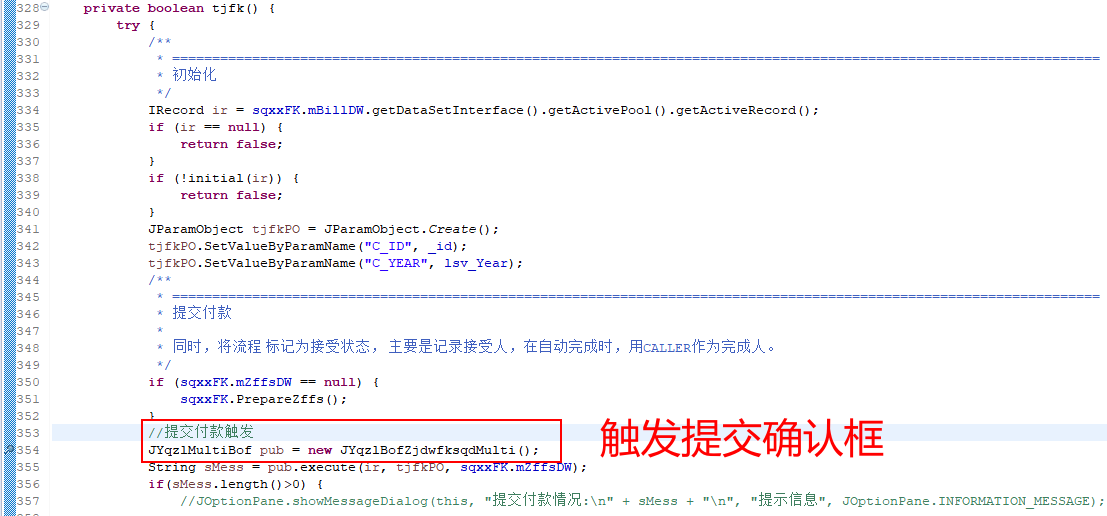 328 private boolean tjfk() {
329 try {
330 /**
331 * ====================================================================================================================
332 * 初始化
333 */
334 IRecord ir = sqxxFK.mBillDW.getDataSetInterface().getActivePool().getActiveRecord();
335 if (ir == null) {
336 return false;
337 }
338 if (!initial(ir)) {
339 return false;
340 }
341 JParamObject tjfkPO = JParamObject.Create();
342 tjfkPO.SetValueByParamName("C_ID", _id);
343 tjfkPO.SetValueByParamName("C_YEAR", lsv_Year);
344 /**
345 * ====================================================================================================================
346 * 提交付款
347 *
348 * 同时，将流程 标记为接受状态， 主要是记录接受人，在自动完成时，用CALLER作为完成人。
349 */
350 if (sqxxFK.mZffsDW == null) {
351 sqxxFK.PrepareZffs();
352 }
353 //提交付款触发
354 JYqzlMultiBof pub = new JYqzlBofZjdwfksqdMulti();
触发提交确认框
355 String sMess = pub.execute(ir, tjfkPO, sqxxFK.mZffsDW);
356 if(sMess.length()>0) {
357 //JOptionPane.showMessageDialog(this, "提交付款情况:\n" + sMess + "\n", "提示信息", JOptionPane.INFORMATION_MESSAGE);